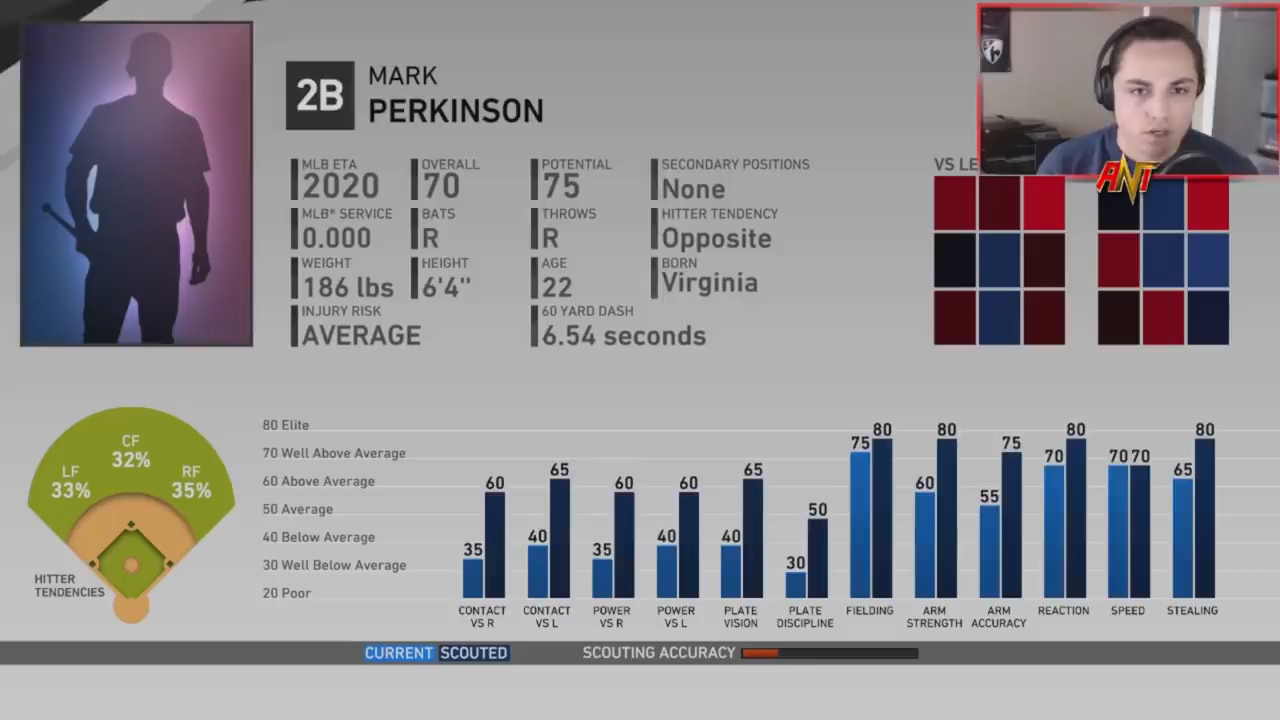 2B
MARK
PERKINSON
MLB ETA
2020
OVERALL
70
POTENTIAL
75
SECONDARY POSITIONS
None
MLB® SERVICE
0.000
BATS
R
THROWS
R
HITTER TENDENCY
Opposite
WEIGHT
186 lbs
HEIGHT
6'4"
AGE
22
BORN
Virginia
INJURY RISK
AVERAGE
60 YARD DASH
6.54 seconds
VS LE
ANT
CF
32%
LF
33%
RF
35%
HITTER
TENDENCIES
80 Elite
70 Well Above Average
60 Above Average
50 Average
40 Below Average
30 Well Below Average
20 Poor
35 60
40 65
35 60
40 60
40 65
30 50
75 80
60 80
55 75
70 80
70 70
65 80
CONTACT
VS R
CONTACT
VS L
POWER
VS R
POWER
VS L
PLATE
VISION
PLATE
DISCIPLINE
FIELDING
ARM
STRENGTH
ARM
ACCURACY
REACTION
SPEED
STEALING
CURRENT SCOUTED
SCOUTING ACCURACY